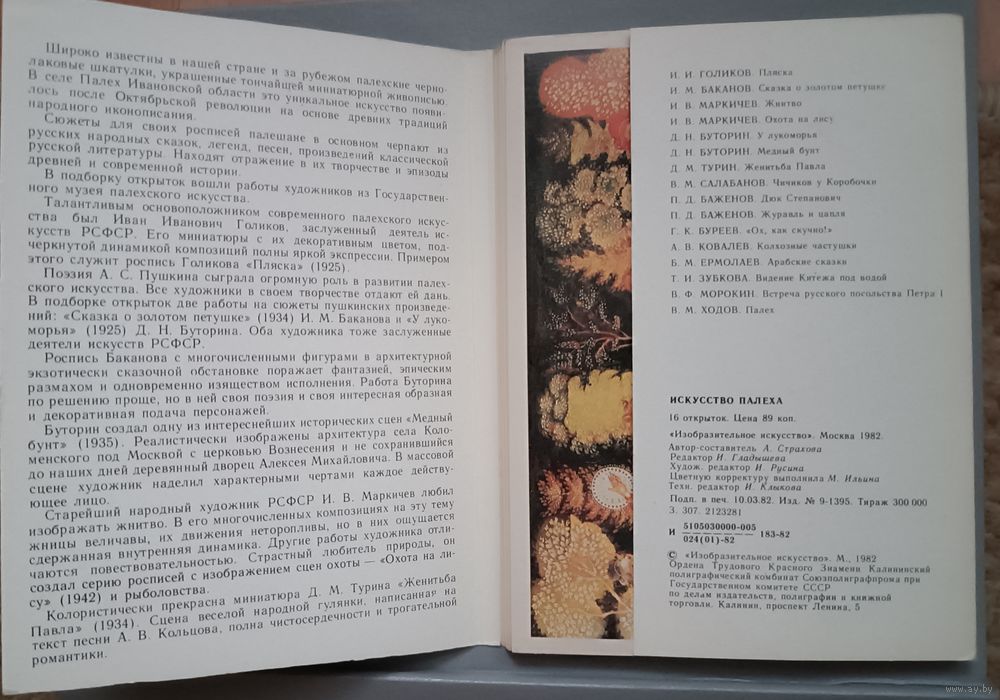 Широко известны в нашей стране и за рубежом палехские черно-
лаковые шкатулки, украшенные тончайшей миниатюрной живописью.
В селе Палех Ивановской области это уникальное искусство появи-
лось после Октябрьской революции на основе древних традиций
народного иконописания.
Сюжеты для своих росписей палешане в основном черпают из
русских народных сказок, легенд, песен, произведений классической
русской литературы. Находят отражение в их творчестве и эпизоды
древней и современной истории.
В подборку открыток вошли работы художников из Государствен-
ного музея палехского искусства.
Талантливым основоположником современного палехского искус-
ства был Иван Иванович Голиков, заслуженный деятель ис-
кусств РСФСР. Его миниатюры с их декоративным цветом, под-
черкнутой динамикой композиций полны яркой экспрессии. Примером
этого служит роспись Голикова «Пляска» (1925).
Поэзия А. С. Пушкина сыграла огромную роль в развитии палех-
ского искусства. Все художники в своем творчестве отдают ей дань.
В подборке открыток две работы на сюжеты пушкинских произведе-
ний: «Сказка о золотом петушке» (1934) И. М. Баканова и «У луко-
морья» (1925) Д. Н. Буторина. Оба художника тоже заслуженные
деятели искусств РСФСР.
Роспись Баканова с многочисленными фигурами в архитектурной
экзотически сказочной обстановке поражает фантазией, эпическим
размахом и одновременно изяществом исполнения. Работа Буторина
по решению проще, но в ней своя поэзия и своя интересная образная
и декоративная подача персонажей.
Буторин создал одну из интереснейших исторических сцен «Медный
бунт» (1935). Реалистически изображены архитектура села Коло-
менского под Москвой с церковью Вознесения и не сохранившийся
до наших дней деревянный дворец Алексея Михайловича. В массовой
сцене художник наделил характерными чертами каждое действу-
ющее лицо.
Старейший народный художник РСФСР И. В. Маркичев любил
изображать жнитво. В его многочисленных композициях на эту тему
жницы величавы, их движения неторопливы, но в них ощущается
сдержанная внутренняя динамика. Другие работы художника отли-
чаются повествовательностью. Страстный любитель природы, он
создал серию росписей с изображением сцен охоты — «Охота на ли-
су» (1942) и рыболовства.
Колористически прекрасна миниатюра Д. М. Турина «Женитьба
Павла» (1934). Сцена веселой народной гулянки, написанная на
текст песни А. В. Кольцова, полна чистосердечности и трогательной
романтики.
И. И. ГОЛИКОВ. Пляска
И. М. БАКАНОВ. Сказка о золотом петушке
И. В. МАРКИЧЕВ. Жнитво
И. В. МАРКИЧЕВ. Охота на лису
Д. Н. БУТОРИН. У лукоморья
Д. Н. БУТОРИН. Медный бунт
Д. М. ТУРИН. Женитьба Павла
В. М. САЛАБАНОВ. Чичиков у Коробочки
П. Д. БАЖЕНОВ. Дюк Степанович
П. Д. БАЖЕНОВ. Журавль и цапля
Г. К. БУРЕЕВ. «Ох, как скучно!»
А. В. КОВАЛЕВ. Колхозные частушки
Б. М. ЕРМОЛАЕВ. Арабские сказки
Т. И. ЗУБКОВА. Видение Китежа под водой
В. Ф. МОРОКИН. Встреча русского посольства Петра I
В. М. ХОДОВ. Палех
ИСКУССТВО ПАЛЕХА
16 открыток. Цена 89 коп.
«Изобразительное искусство». Москва 1982.
Автор-составитель А. Страхова
Редактор И. Гладышева
Худож. редактор И. Русина
Цветную корректуру выполнила М. Ильина
Техн. редактор И. Клыкова
Подп. в печ. 10.03.82. Изд. № 9-1395. Тираж 300 000
З. 307. 2123281
И 5105030000-005 183-82
024(01)-82
© «Изобразительное искусство». М., 1982
Ордена Трудового Красного Знамени Калининский
полиграфический комбинат Союзполиграфпрома при
Государственном комитете СССР
по делам издательств, полиграфии и книжной
торговли. Калинин, проспект Ленина, 5
www.ay.by